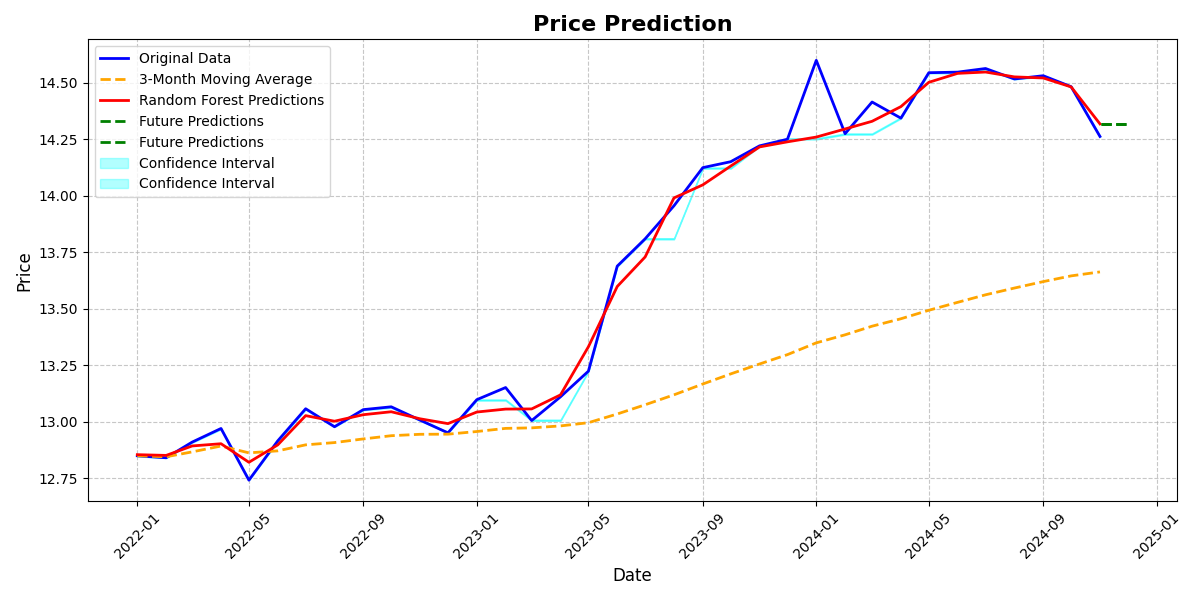 Price Prediction
Original Data
3-Month Moving Average
Random Forest Predictions
Future Predictions
Future Predictions
Confidence Interval
Confidence Interval
Price
14.50
14.25
14.00
13.75
13.50
13.25
13.00
12.75
2022-01
2022-05
2022-09
2023-01
2023-05
2023-09
2024-01
2024-05
2024-09
2025-01
Date